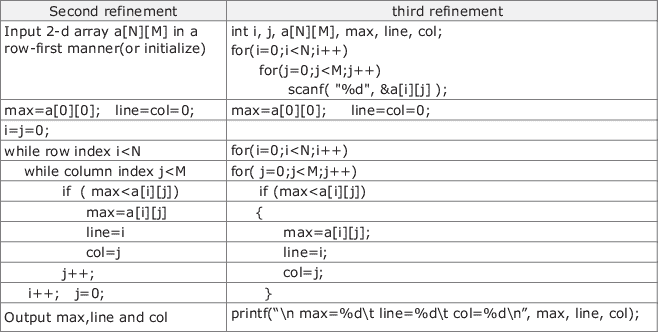 Second refinement
third refinement
Input 2-d array a[N][M] in a
row-first manner(or initialize)
int i, j, a[N][M], max, line, col;
for(i=0;i<N;i++)
for(j=0;j<M;j++)
scanf( "%d", &a[i][j] );
max=a[0][0];   line=col=0;
max=a[0][0];     line=col=0;
i=j=0;
while row index i<N
for(i=0;i<N;i++)
while column index j<M
for( j=0;j<M;j++)
if  ( max<a[i][j])
if (max<a[i][j])
max=a[i][j]
{
line=i
max=a[i][j];
col=j
line=i;
j++;
col=j;
i++;   j=0;
}
Output max,line and col
printf(“\n max=%d\t line=%d\t col=%d\n”, max, line, col);